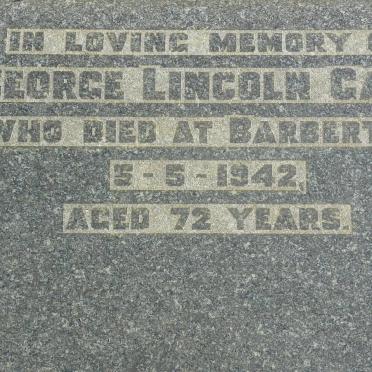 IN LOVING MEMORY
GEORGE LINCOLN
WHO DIED AT
5-5-1942.
AGED 72 YEARS.